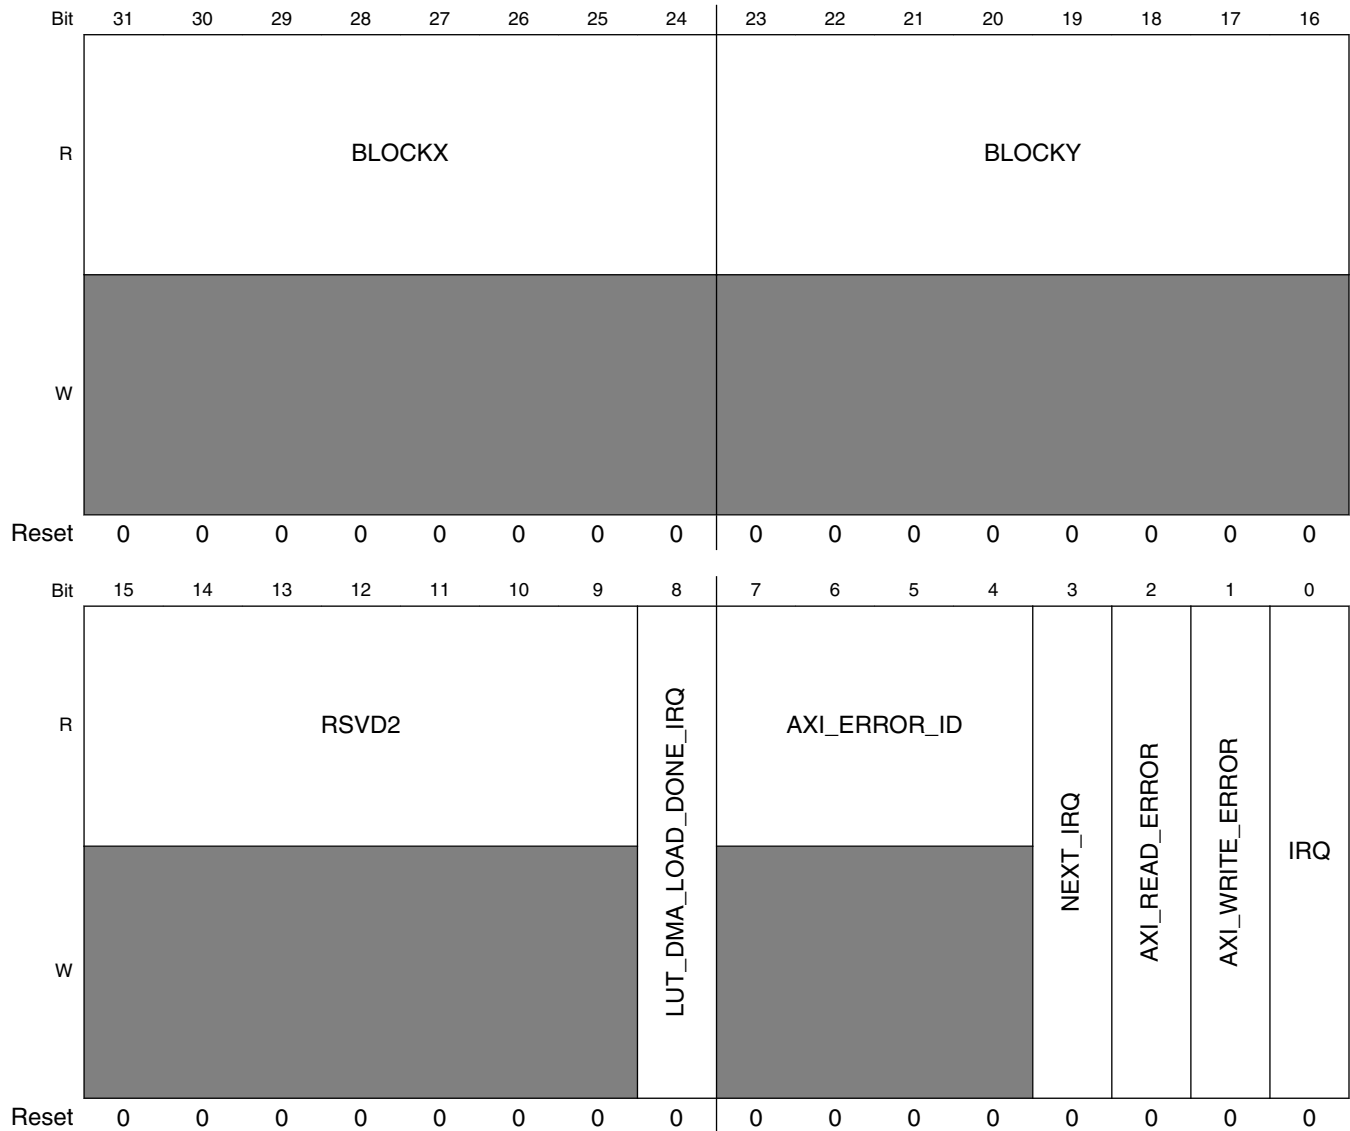 Bit 31 30 29 28 27 26 25 24 23 22 21 20 19 18 17 16
R BLOCKX BLOCKY
W
Reset 0 0 0 0 0 0 0 0 0 0 0 0 0 0 0 0
Bit 15 14 13 12 11 10 9 8 7 6 5 4 3 2 1 0
R RSVD2 LUT_DMA_LOAD_DONE_IRQ AXI_ERROR_ID NEXT_IRQ AXI_READ_ERROR AXI_WRITE_ERROR IRQ
W
Reset 0 0 0 0 0 0 0 0 0 0 0 0 0 0 0 0